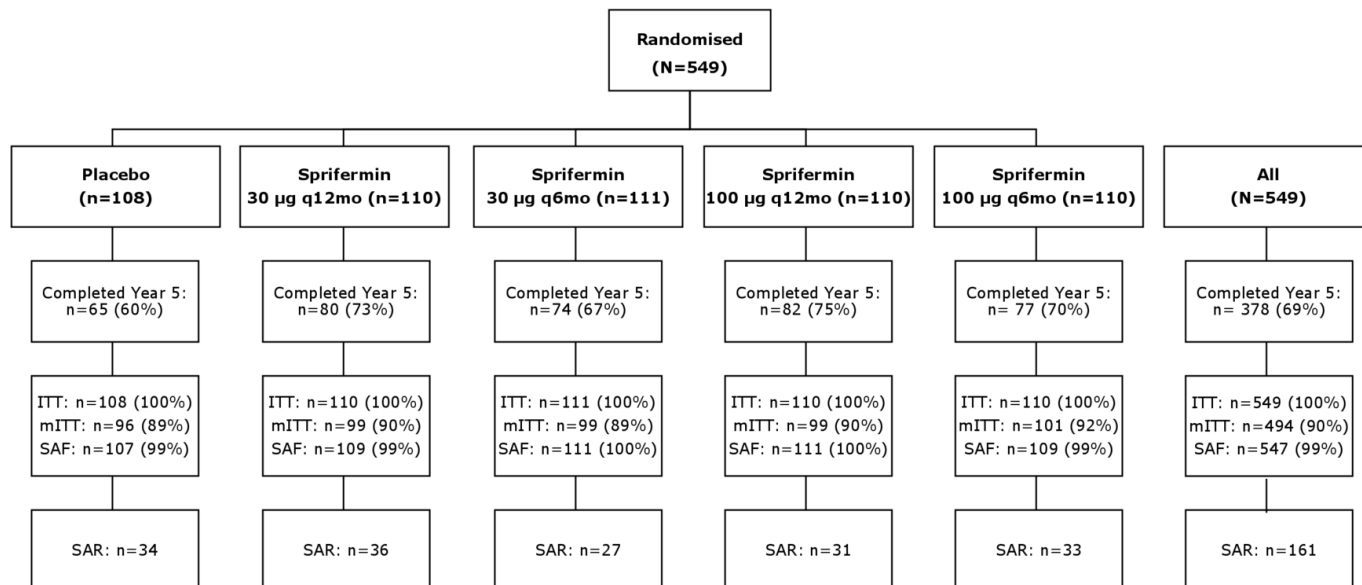 Randomised
(N=549)
Placebo
(n=108)
Sprifermin
30 µg q12mo (n=110)
Sprifermin
30 µg q6mo (n=111)
Sprifermin
100 µg q12mo (n=110)
Sprifermin
100 µg q6mo (n=110)
All
(N=549)
Completed Year 5:
n=65 (60%)
Completed Year 5:
n=80 (73%)
Completed Year 5:
n=74 (67%)
Completed Year 5:
n=82 (75%)
Completed Year 5:
n= 77 (70%)
Completed Year 5:
n= 378 (69%)
ITT: n=108 (100%)
mITT: n=96 (89%)
SAF: n=107 (99%)
ITT: n=110 (100%)
mITT: n=99 (90%)
SAF: n=109 (99%)
ITT: n=111 (100%)
mITT: n=99 (89%)
SAF: n=111 (100%)
ITT: n=110 (100%)
mITT: n=99 (90%)
SAF: n=111 (100%)
ITT: n=110 (100%)
mITT: n=101 (92%)
SAF: n=109 (99%)
ITT: n=549 (100%)
mITT: n=494 (90%)
SAF: n=547 (99%)
SAR: n=34
SAR: n=36
SAR: n=27
SAR: n=31
SAR: n=33
SAR: n=161